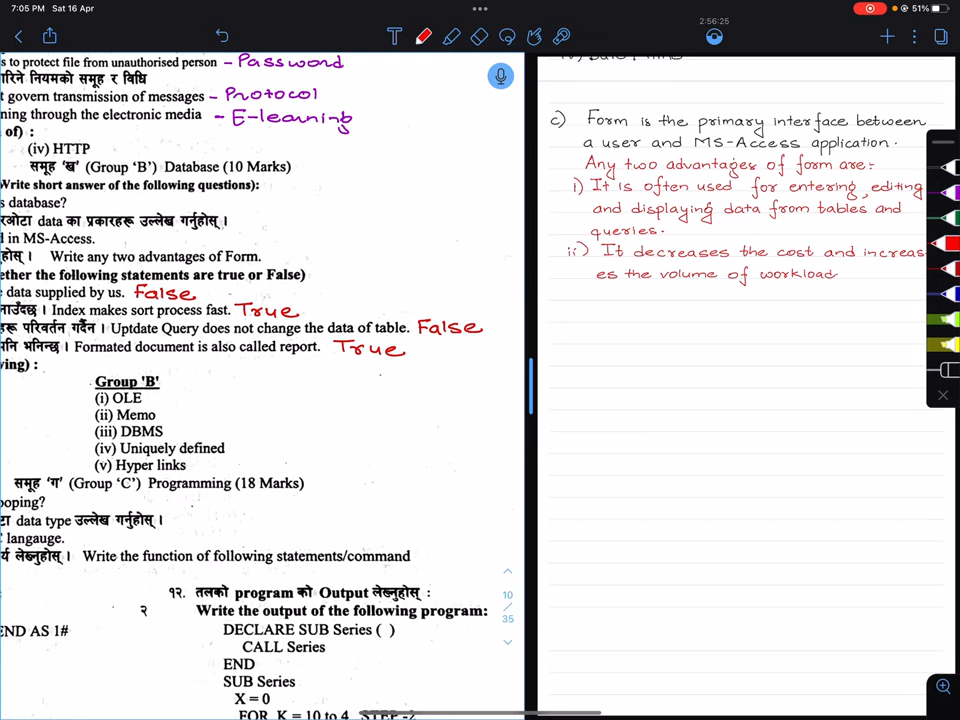 7:05 PM Sat 16 Apr
51%
2:56:25
s to protect file from unauthorised person - Password
गरिने नियमको समूह र विधि
t govern transmission of messages - Protocol
ning through the electronic media - E-learning
of) :
(iv) HTTP
समूह ‘ख’ (Group ‘B’) Database (10 Marks)
Write short answer of the following questions):
s database?
data का प्रकारहरू उल्लेख गर्नुहोस् ।
d in MS-Access.
होस् । Write any two advantages of Form.
ether the following statements are true or False)
data supplied by us. False
नाउँदछ । Index makes sort process fast. True
हरू परिवर्तन गर्दैन । Uptdate Query does not change the data of table. False
पनि भनिन्छ । Formated document is also called report. True
ving) :
Group 'B'
(i) OLE
(ii) Memo
(iii) DBMS
(iv) Uniquely defined
(v) Hyper links
समूह ‘ग’ (Group ‘C’) Programming (18 Marks)
ooping?
टा data type उल्लेख गर्नुहोस् ।
langauge.
र्य लेख्नुहोस् । Write the function of following statements/command
१२. तलको program को Output लेख्नुहोस् :
२ Write the output of the following program:
DECLARE SUB Series ( )
END AS 1#
CALL Series
END
SUB Series
X = 0
FOR K = 10 to 4 STEP -2
10
/
35
c) Form is the primary interface between
a user and MS-Access application.
Any two advantages of form are:-
i) It is often used for entering, editing
and displaying data from tables and
queries.
ii) It decreases the cost and increas-
es the volume of workload